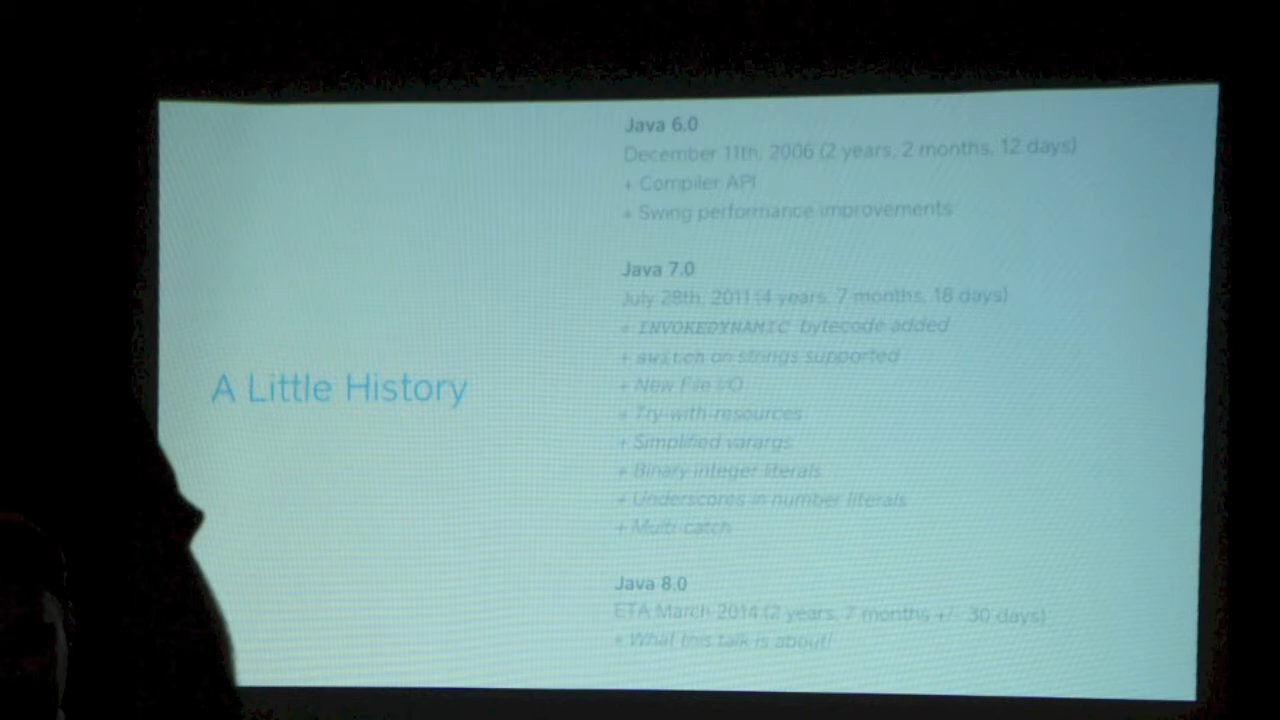 Java 6.0
December 11th, 2006 (2 years, 2 months, 12 days)
+ Compiler API
+ Swing performance improvements
Java 7.0
July 28th, 2011 (4 years, 7 months, 18 days)
+ INVOKEDYNAMIC bytecode added
+ switch on strings supported
+ New File I/O
+ Try-with-resources
+ Simplified varargs
+ Binary integer literals
+ Underscores in number literals
+ Multi-catch
A Little History
Java 8.0
ETA March 2014 (2 years, 7 months +/- 30 days)
+ What this talk is about!